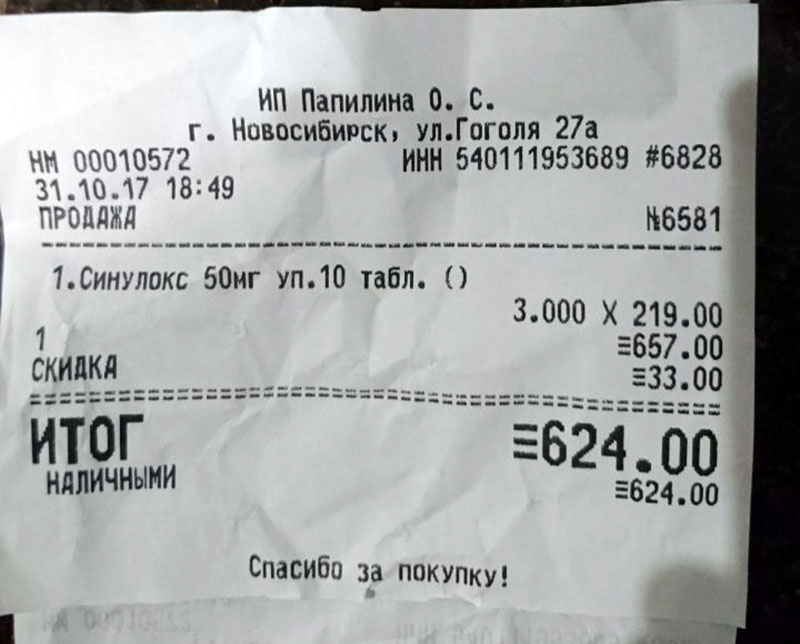 ИП Папилина О. С.
г. Новосибирск, ул.Гоголя 27а
НМ 00010572 ИНН 540111953689 #6828
31.10.17 18:49
ПРОДАЖА №6581
1.Синулокс 50мг уп.10 табл. ()
3.000 X 219.00
1 ≡657.00
СКИДКА ≡33.00
ИТОГ ≡624.00
НАЛИЧНЫМИ ≡624.00
Спасибо за покупку!